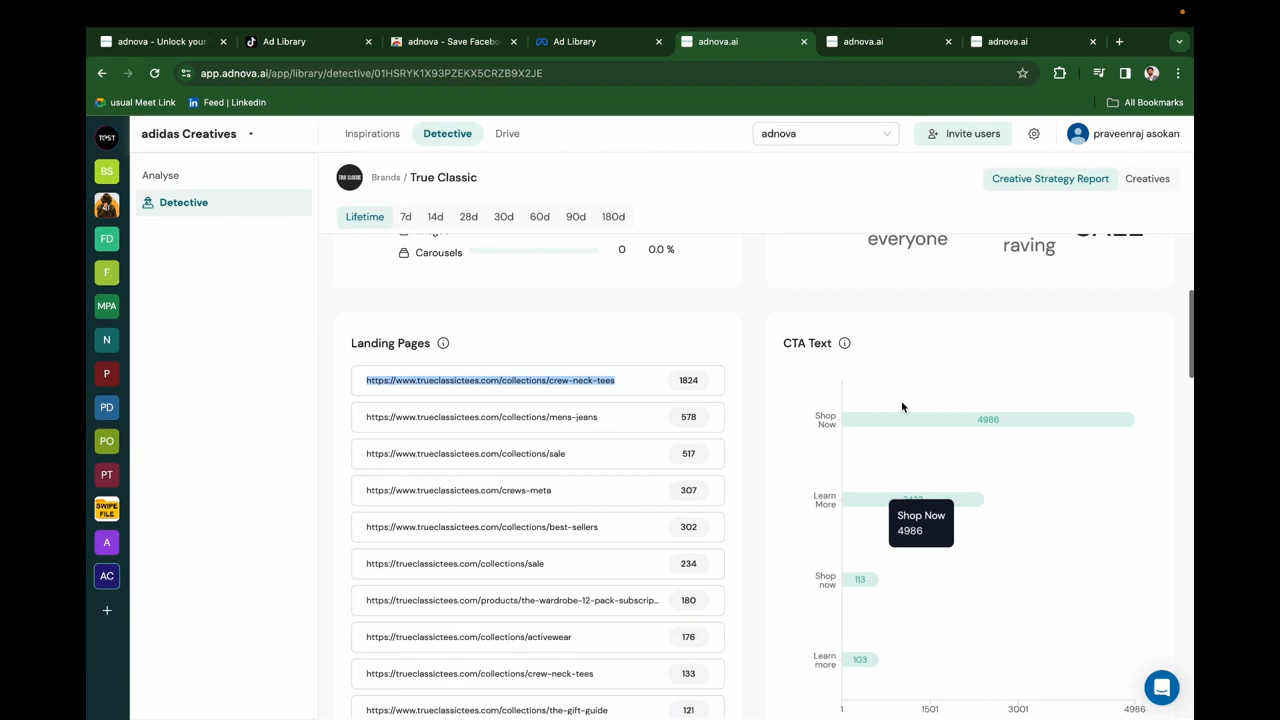 adnova - Unlock your
Ad Library
adnova - Save Facebo
Ad Library
adnova.ai
adnova.ai
adnova.ai
app.adnova.ai/app/library/detective/01HSRYK1X93PZEKX5CRZB9X2JE
usual Meet Link
Feed | LinkedIn
All Bookmarks
TEST
adidas Creatives
Inspirations
Detective
Drive
adnova
Invite users
praveenraj asokan
BS
Analyse
TRUE CLASSIC
Brands / True Classic
Creative Strategy Report
Creatives
Detective
Lifetime
7d
14d
28d
30d
60d
90d
180d
FD
everyone
raving
Carousels
0
0.0 %
F
MPA
N
Landing Pages
CTA Text
P
https://www.trueclassictees.com/collections/crew-neck-tees
1824
PD
https://www.trueclassictees.com/collections/mens-jeans
578
Shop
Now
4986
PO
https://www.trueclassictees.com/collections/sale
517
PT
https://www.trueclassictees.com/crews-meta
307
Learn
More
SWIPE
FILE
Shop Now
4986
https://www.trueclassictees.com/collections/best-sellers
302
A
https://trueclassictees.com/collections/sale
234
AC
Shop
now
113
https://trueclassictees.com/products/the-wardrobe-12-pack-subscrip...
180
https://trueclassictees.com/collections/activewear
176
Learn
more
103
https://trueclassictees.com/collections/crew-neck-tees
133
https://trueclassictees.com/collections/the-gift-guide
121
1
1501
3001
4986